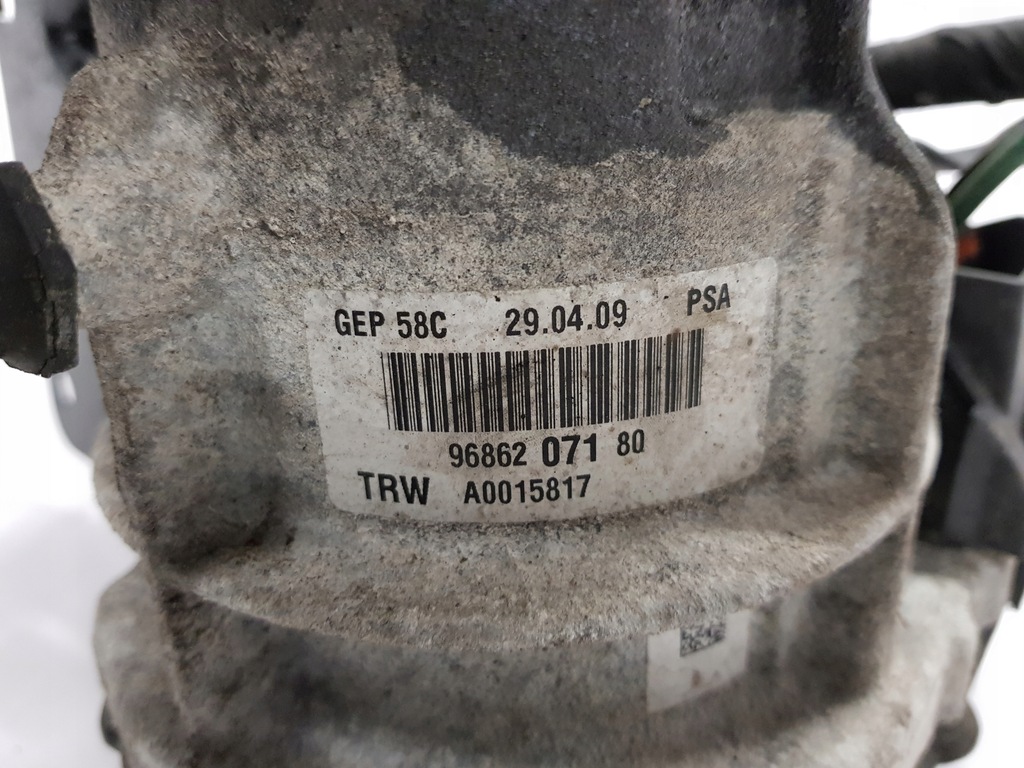 GEP 58C 29.04.09 PSA
96862 071 80
TRW A0015817